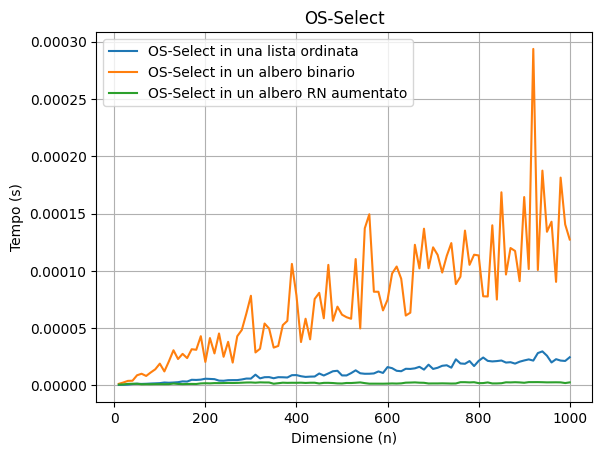 OS-Select
OS-Select in una lista ordinata
OS-Select in un albero binario
OS-Select in un albero RN aumentato
Tempo (s)
0.00030
0.00025
0.00020
0.00015
0.00010
0.00005
0.00000
0 200 400 600 800 1000
Dimensione (n)